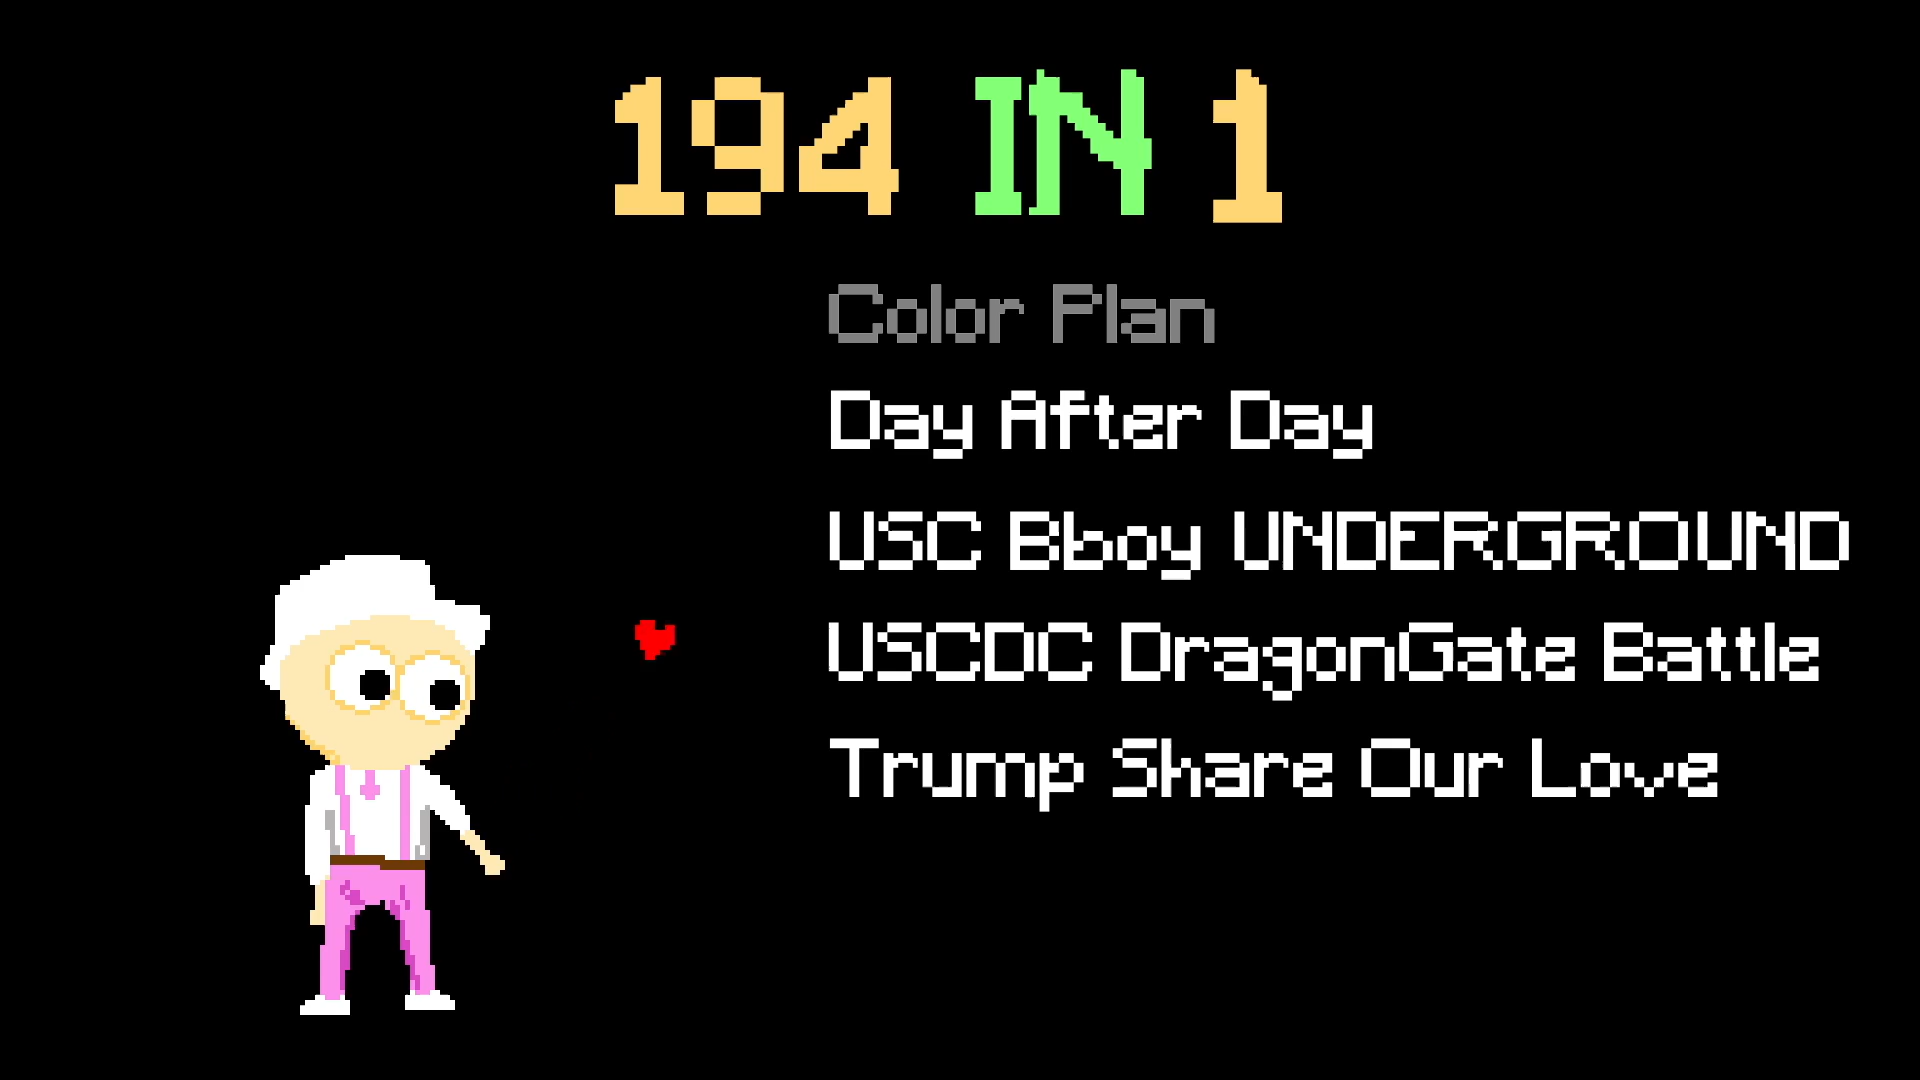 194 IN 1
Color Plan
Day After Day
USC Bboy UNDERGROUND
USCDC DragonGate Battle
Trump Share Our Love